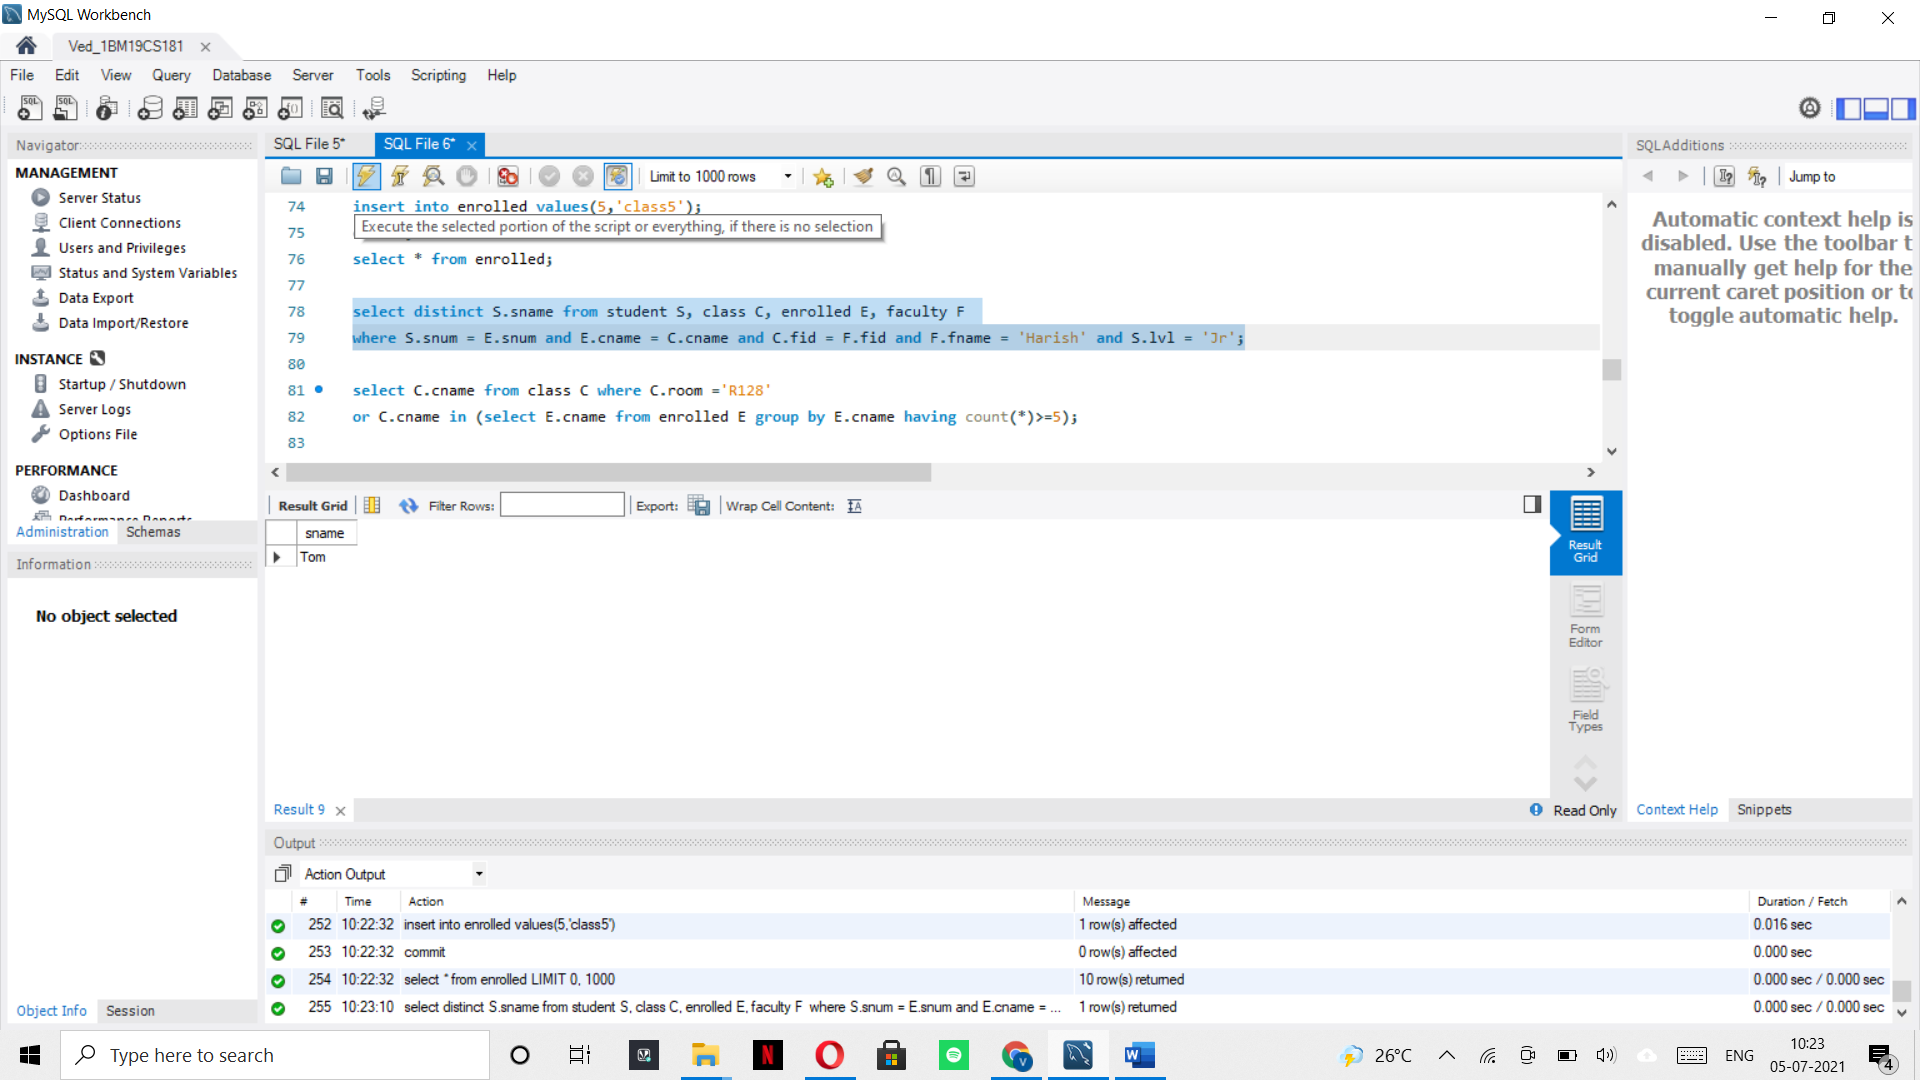 MySQL Workbench
Ved_1BM19CS181
File Edit View Query Database Server Tools Scripting Help
Navigator
MANAGEMENT
Server Status
Client Connections
Users and Privileges
Status and System Variables
Data Export
Data Import/Restore
INSTANCE
Startup / Shutdown
Server Logs
Options File
PERFORMANCE
Dashboard
Performance Reports
Administration Schemas
Information
No object selected
Object Info Session
SQL File 5* SQL File 6*
Limit to 1000 rows
74 insert into enrolled values(5,'class5');
75
Execute the selected portion of the script or everything, if there is no selection
76 select * from enrolled;
77
78 select distinct S.sname from student S, class C, enrolled E, faculty F
79 where S.snum = E.snum and E.cname = C.cname and C.fid = F.fid and F.fname = 'Harish' and S.lvl = 'Jr';
80
81 select C.cname from class C where C.room ='R128'
82 or C.cname in (select E.cname from enrolled E group by E.cname having count(*)>=5);
83
Result Grid Filter Rows: Export: Wrap Cell Content:
sname
Tom
Result Grid
Form Editor
Field Types
Result 9 Read Only
SQLAdditions
Jump to
Automatic context help is
disabled. Use the toolbar t
manually get help for the
current caret position or to
toggle automatic help.
Context Help Snippets
Output
Action Output
# Time Action Message Duration / Fetch
252 10:22:32 insert into enrolled values(5,'class5') 1 row(s) affected 0.016 sec
253 10:22:32 commit 0 row(s) affected 0.000 sec
254 10:22:32 select * from enrolled LIMIT 0, 1000 10 row(s) returned 0.000 sec / 0.000 sec
255 10:23:10 select distinct S.sname from student S, class C, enrolled E, faculty F where S.snum = E.snum and E.cname = ... 1 row(s) returned 0.000 sec / 0.000 sec
Type here to search
26°C
ENG
10:23
05-07-2021
4